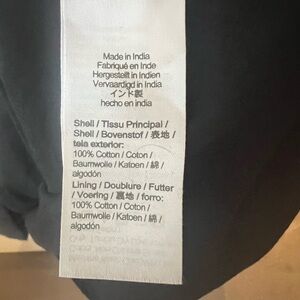 Made in India
Fabriqué en Inde
Hergestellt in Indien
Vervaardigd in India
インド製
hecho en india
Shell / Tissu Principal /
Shell / Bovenstof / 表地 /
tela exterior:
100% Cotton / Coton /
Baumwolle / Katoen / 綿 /
algodón
Lining / Doublure / Futter
/ Voering / 裏地 / forro:
100% Cotton / Coton /
Baumwolle / Katoen / 綿 /
algodón